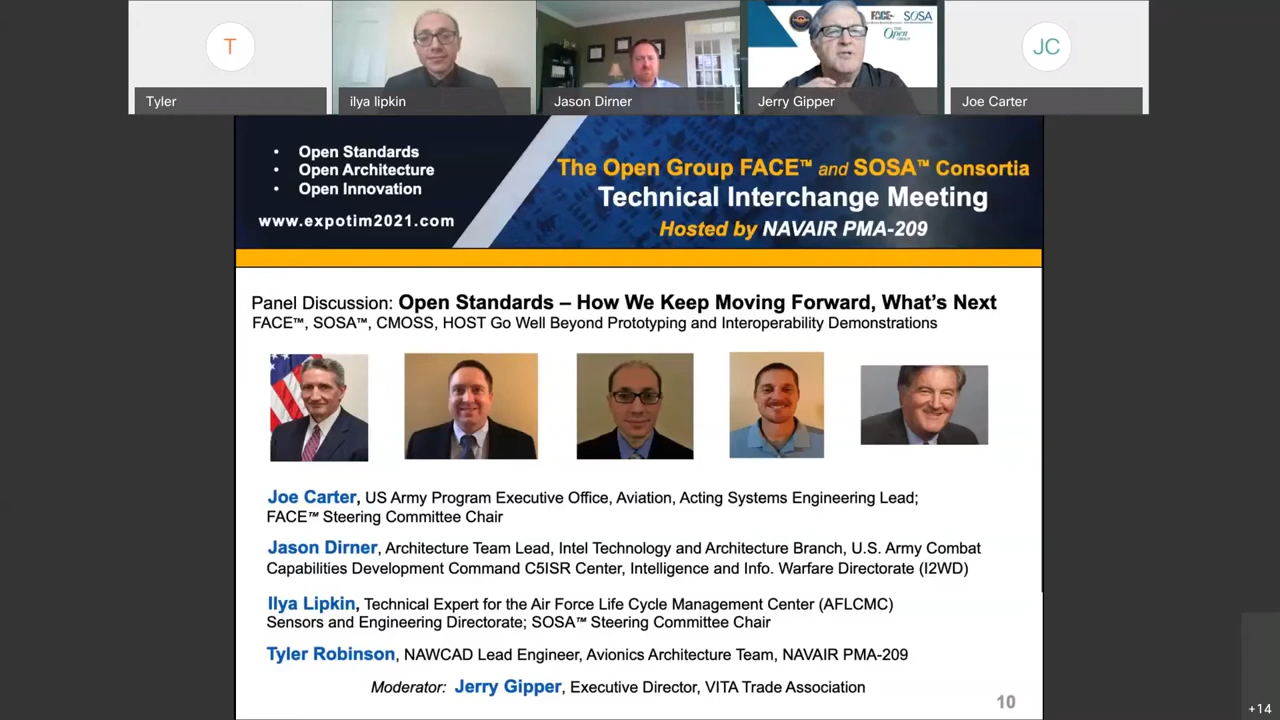 T
JC
FACE
SOSA
THE Open GROUP
Tyler
ilya lipkin
Jason Dirner
Jerry Gipper
Joe Carter
• Open Standards
• Open Architecture
• Open Innovation
www.expotim2021.com
The Open Group FACE™ and SOSA™ Consortia
Technical Interchange Meeting
Hosted by NAVAIR PMA-209
Panel Discussion: Open Standards – How We Keep Moving Forward, What's Next
FACE™, SOSA™, CMOSS, HOST Go Well Beyond Prototyping and Interoperability Demonstrations
Joe Carter, US Army Program Executive Office, Aviation, Acting Systems Engineering Lead;
FACE™ Steering Committee Chair
Jason Dirner, Architecture Team Lead, Intel Technology and Architecture Branch, U.S. Army Combat
Capabilities Development Command C5ISR Center, Intelligence and Info. Warfare Directorate (I2WD)
Ilya Lipkin, Technical Expert for the Air Force Life Cycle Management Center (AFLCMC)
Sensors and Engineering Directorate; SOSA™ Steering Committee Chair
Tyler Robinson, NAWCAD Lead Engineer, Avionics Architecture Team, NAVAIR PMA-209
Moderator: Jerry Gipper, Executive Director, VITA Trade Association
10
+14